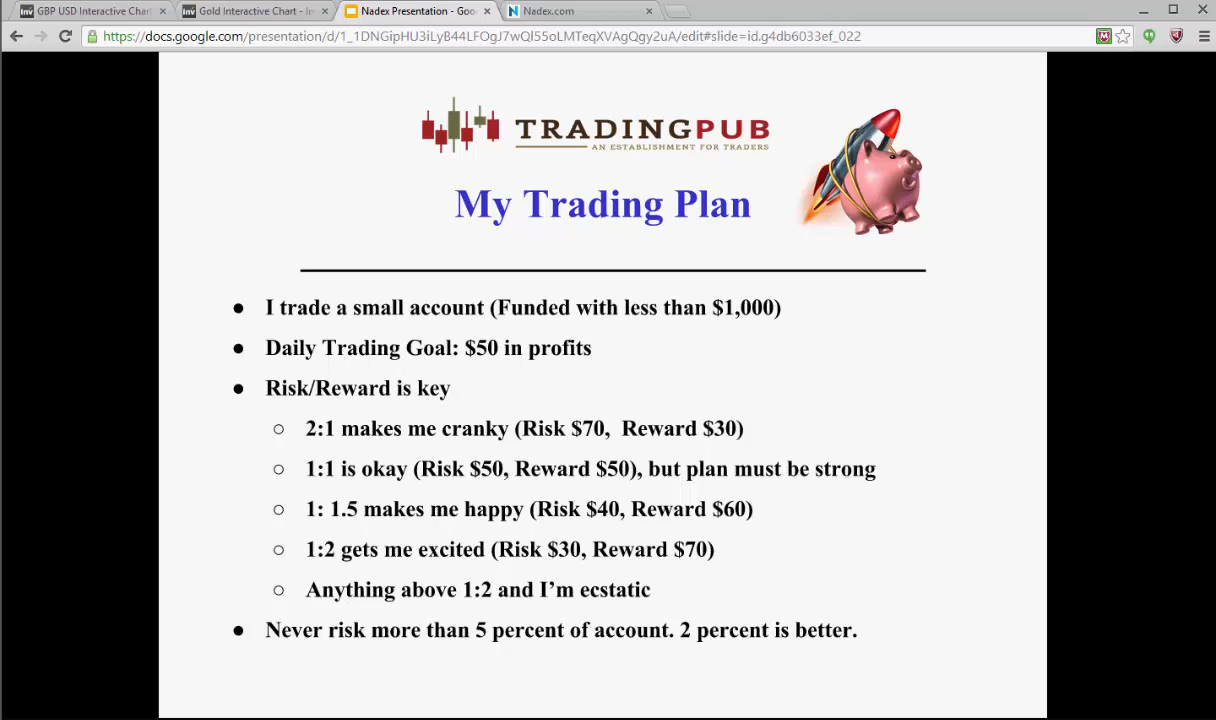 GBP USD Interactive Chart
Gold Interactive Chart - In
Nadex Presentation - Goo
Nadex.com
https://docs.google.com/presentation/d/1_1DNGipHU3iLyB44LFOgJ7wQl55oLMTeqXVAgQgy2uA/edit#slide=id.g4db6033ef_022
TRADINGPUB
AN ESTABLISHMENT FOR TRADERS
My Trading Plan
● I trade a small account (Funded with less than $1,000)
● Daily Trading Goal: $50 in profits
● Risk/Reward is key
○ 2:1 makes me cranky (Risk $70, Reward $30)
○ 1:1 is okay (Risk $50, Reward $50), but plan must be strong
○ 1: 1.5 makes me happy (Risk $40, Reward $60)
○ 1:2 gets me excited (Risk $30, Reward $70)
○ Anything above 1:2 and I’m ecstatic
● Never risk more than 5 percent of account. 2 percent is better.